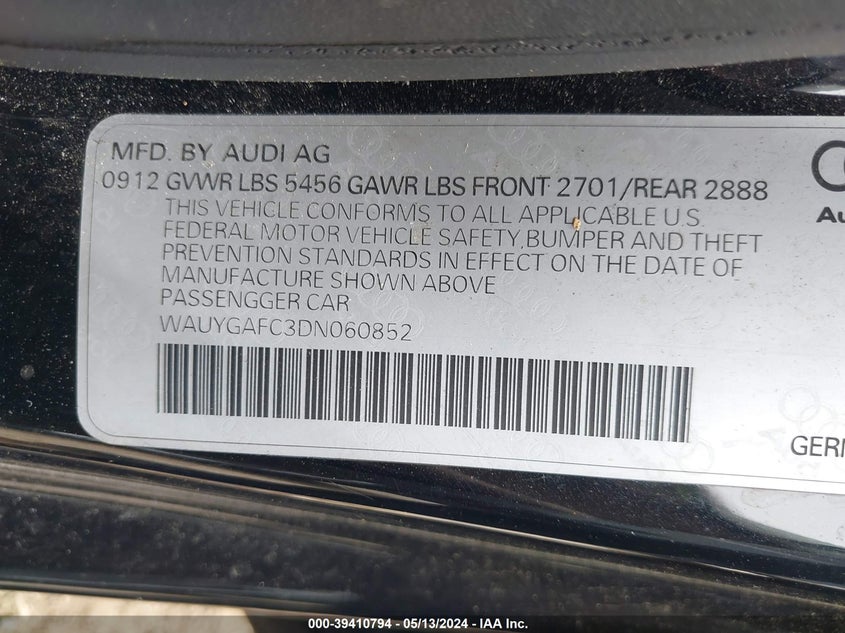 MFD. BY AUDI AG
0912 GVWR LBS 5456 GAWR LBS FRONT 2701/REAR 2888
THIS VEHICLE CONFORMS TO ALL APPLICABLE U.S.
FEDERAL MOTOR VEHICLE SAFETY,BUMPER AND THEFT
PREVENTION STANDARDS IN EFFECT ON THE DATE OF
MANUFACTURE SHOWN ABOVE
PASSENGGER CAR
WAUYGAFC3DN060852
Au
GERM
000-39410794 - 05/13/2024 - IAA Inc.